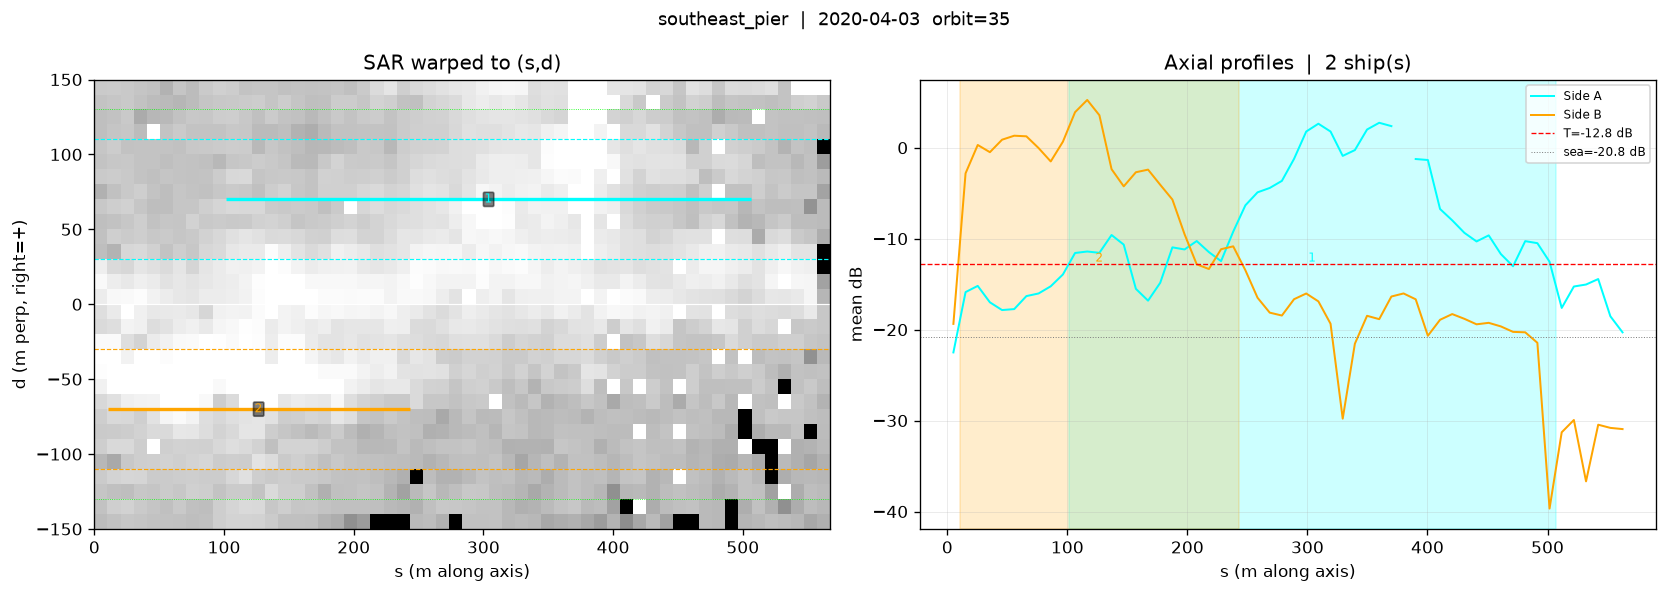 southeast_pier | 2020-04-03 orbit=35
SAR warped to (s,d)
150
100
50
0
−50
−100
−150
d (m perp, right=+)
1
2
0
100
200
300
400
500
s (m along axis)
Axial profiles | 2 ship(s)
Side A
Side B
T=-12.8 dB
sea=-20.8 dB
0
−10
−20
−30
−40
mean dB
2
1
0
100
200
300
400
500
s (m along axis)